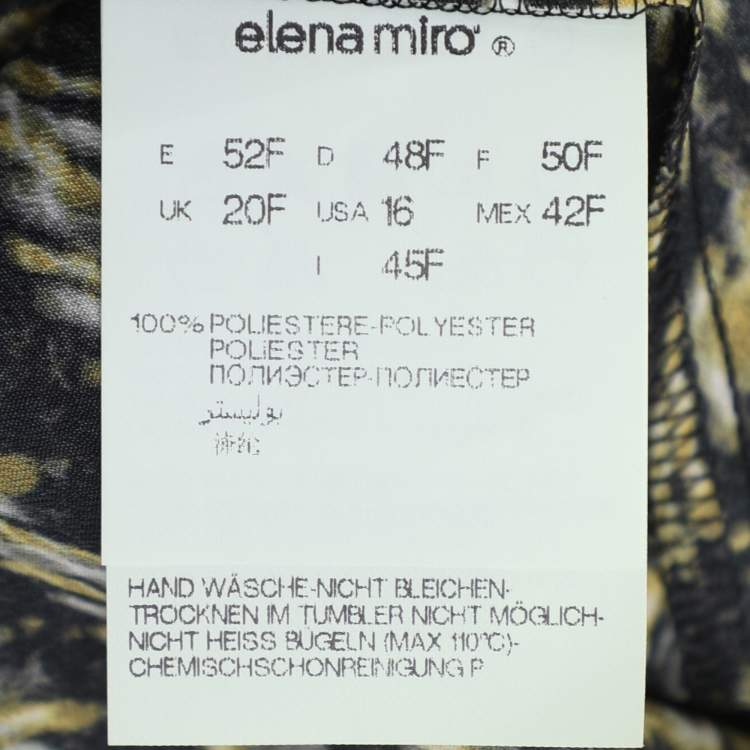 elena miro ®
E 52F D 48F F 50F
UK 20F USA 16 MEX 42F
I 45F
100% POLIESTERE-POLYESTER
POLIESTER
ПОЛИЭСТЕР-ПОЛИЕСТЕР
بوليستر
HAND WÄSCHE-NICHT BLEICHEN-
TROCKNEN IM TUMBLER NICHT MÖGLICH-
NICHT HEISS BÜGELN (MAX 110°C)-
CHEMISCHSCHONREINIGUNG P